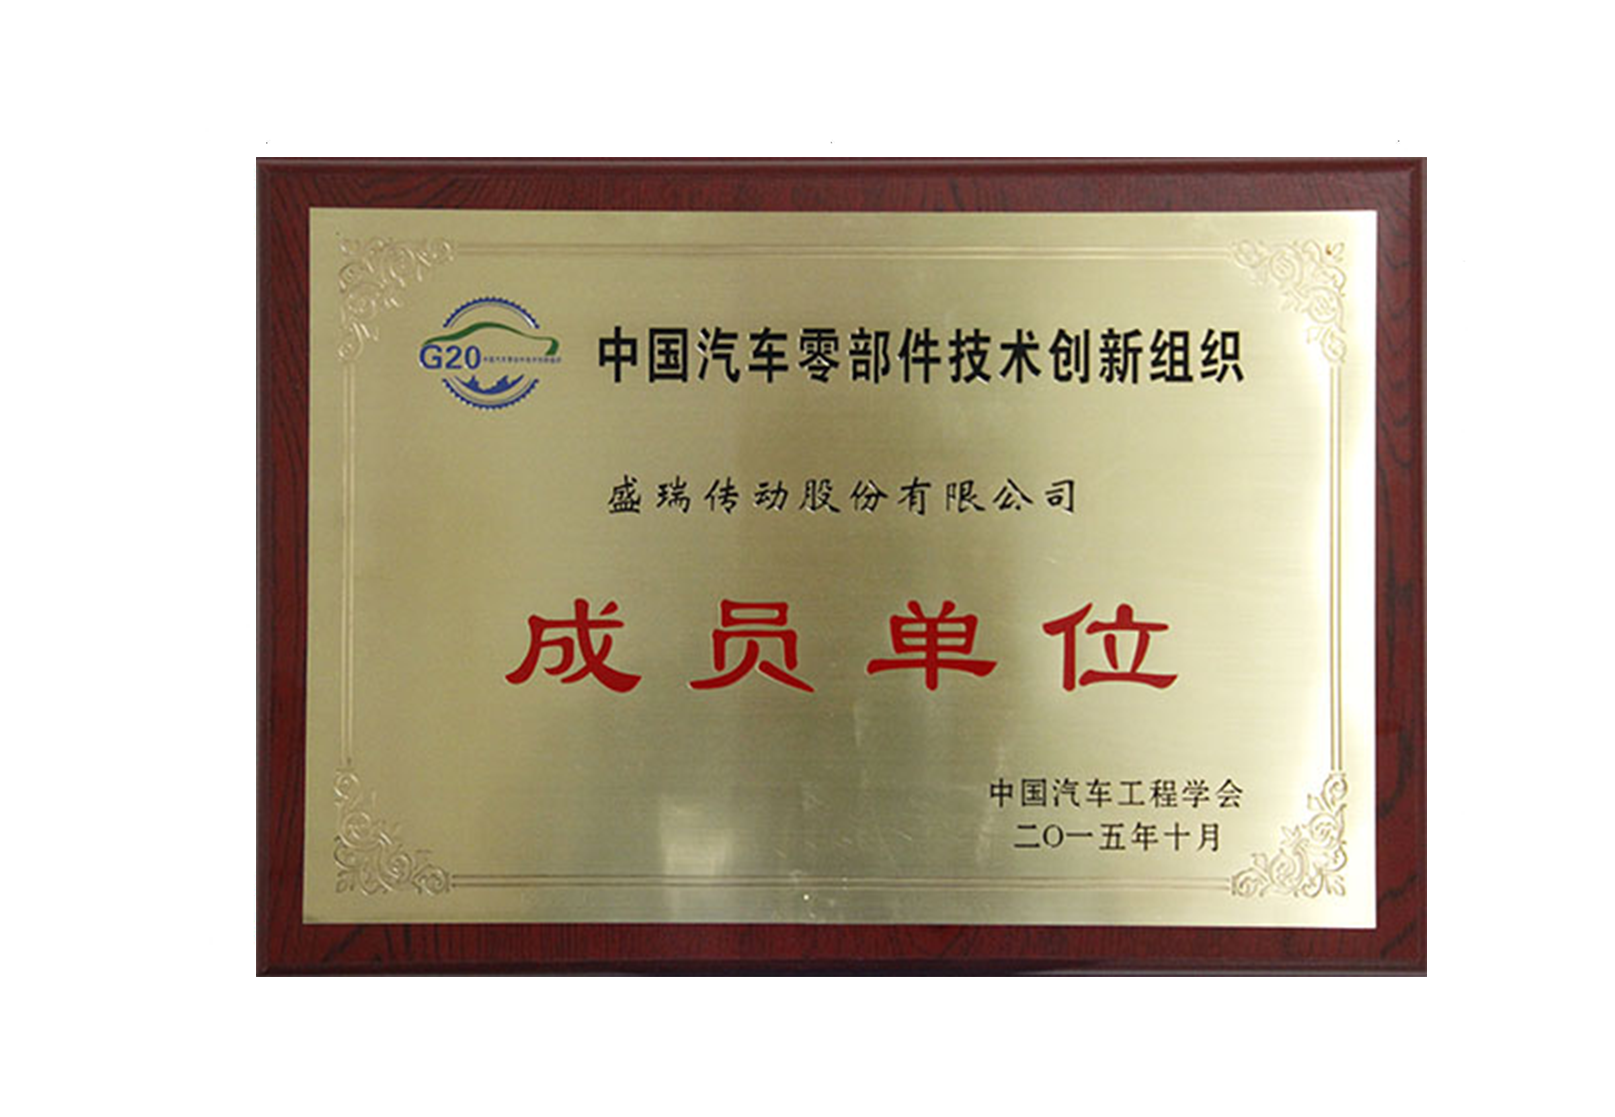 G20
中国汽车零部件技术创新组织
盛瑞传动股份有限公司
成员单位
中国汽车工程学会
二〇一五年十月